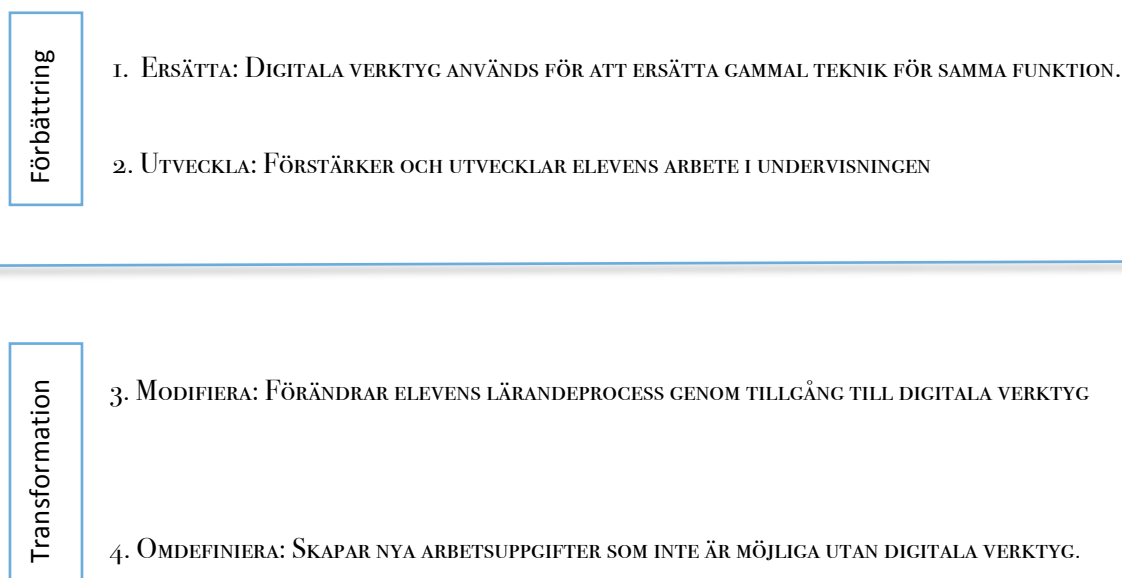 Förbättring
1. Ersätta: Digitala verktyg används för att ersätta gammal teknik för samma funktion.
2. Utveckla: Förstärker och utvecklar elevens arbete i undervisningen
Transformation
3. Modifiera: Förändrar elevens lärandeprocess genom tillgång till digitala verktyg
4. Omdefiniera: Skapar nya arbetsuppgifter som inte är möjliga utan digitala verktyg.